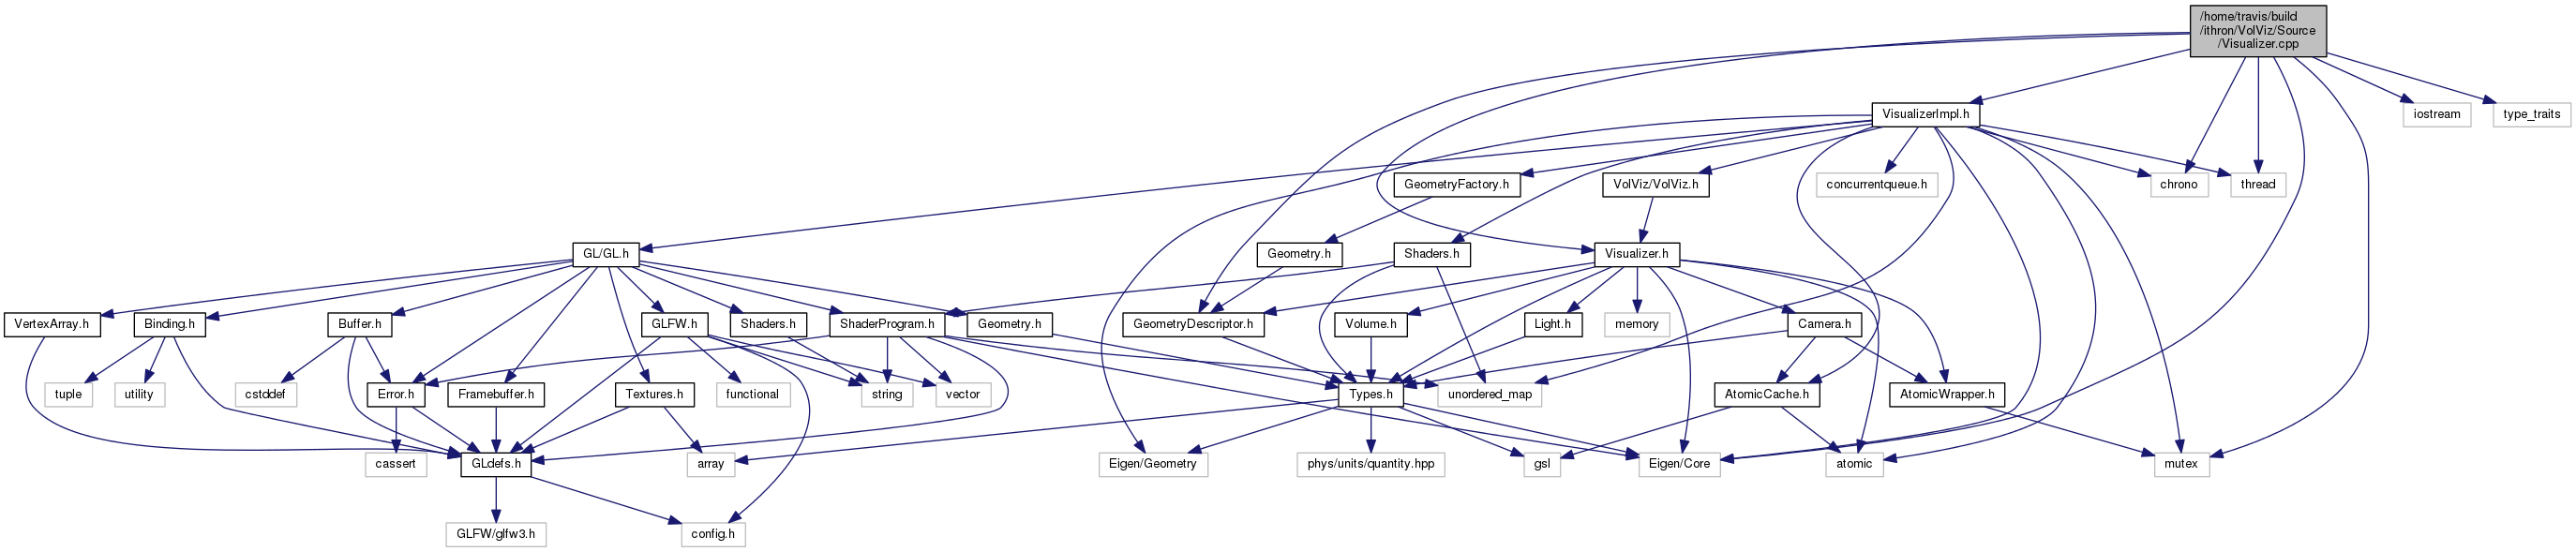 /home/travis/build
/ithron/VolViz/Source
/Visualizer.cpp
VisualizerImpl.h
iostream
type_traits
GeometryFactory.h
VolViz/VolViz.h
concurrentqueue.h
chrono
thread
GL/GL.h
Geometry.h
Shaders.h
Visualizer.h
VertexArray.h
Binding.h
Buffer.h
GLFW.h
Shaders.h
ShaderProgram.h
Geometry.h
GeometryDescriptor.h
Volume.h
Light.h
memory
Camera.h
tuple
utility
cstddef
Error.h
Framebuffer.h
Textures.h
functional
string
vector
Types.h
unordered_map
AtomicCache.h
AtomicWrapper.h
cassert
GLdefs.h
array
Eigen/Geometry
phys/units/quantity.hpp
gsl
Eigen/Core
atomic
mutex
GLFW/glfw3.h
config.h